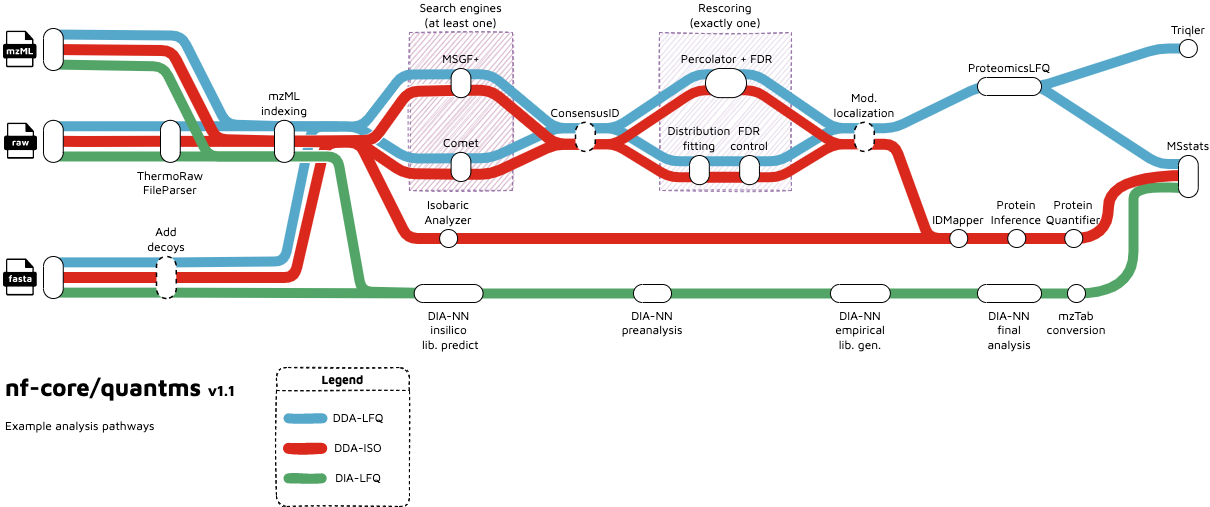 Search engines
(at least one)
Rescoring
(exactly one)
Triqler
mzML
MSGF+
Percolator + FDR
ProteomicsLFQ
mzML
indexing
ConsensusID
Mod.
localization
raw
Comet
Distribution
fitting
FDR
control
MSstats
ThermoRaw
FileParser
Isobaric
Analyzer
IDMapper
Protein
Inference
Protein
Quantifier
Add
decoys
fasta
DIA-NN
insilico
lib. predict
DIA-NN
preanalysis
DIA-NN
empirical
lib. gen.
DIA-NN
final
analysis
mzTab
conversion
nf-core/quantms v1.1
Example analysis pathways
Legend
DDA-LFQ
DDA-ISO
DIA-LFQ